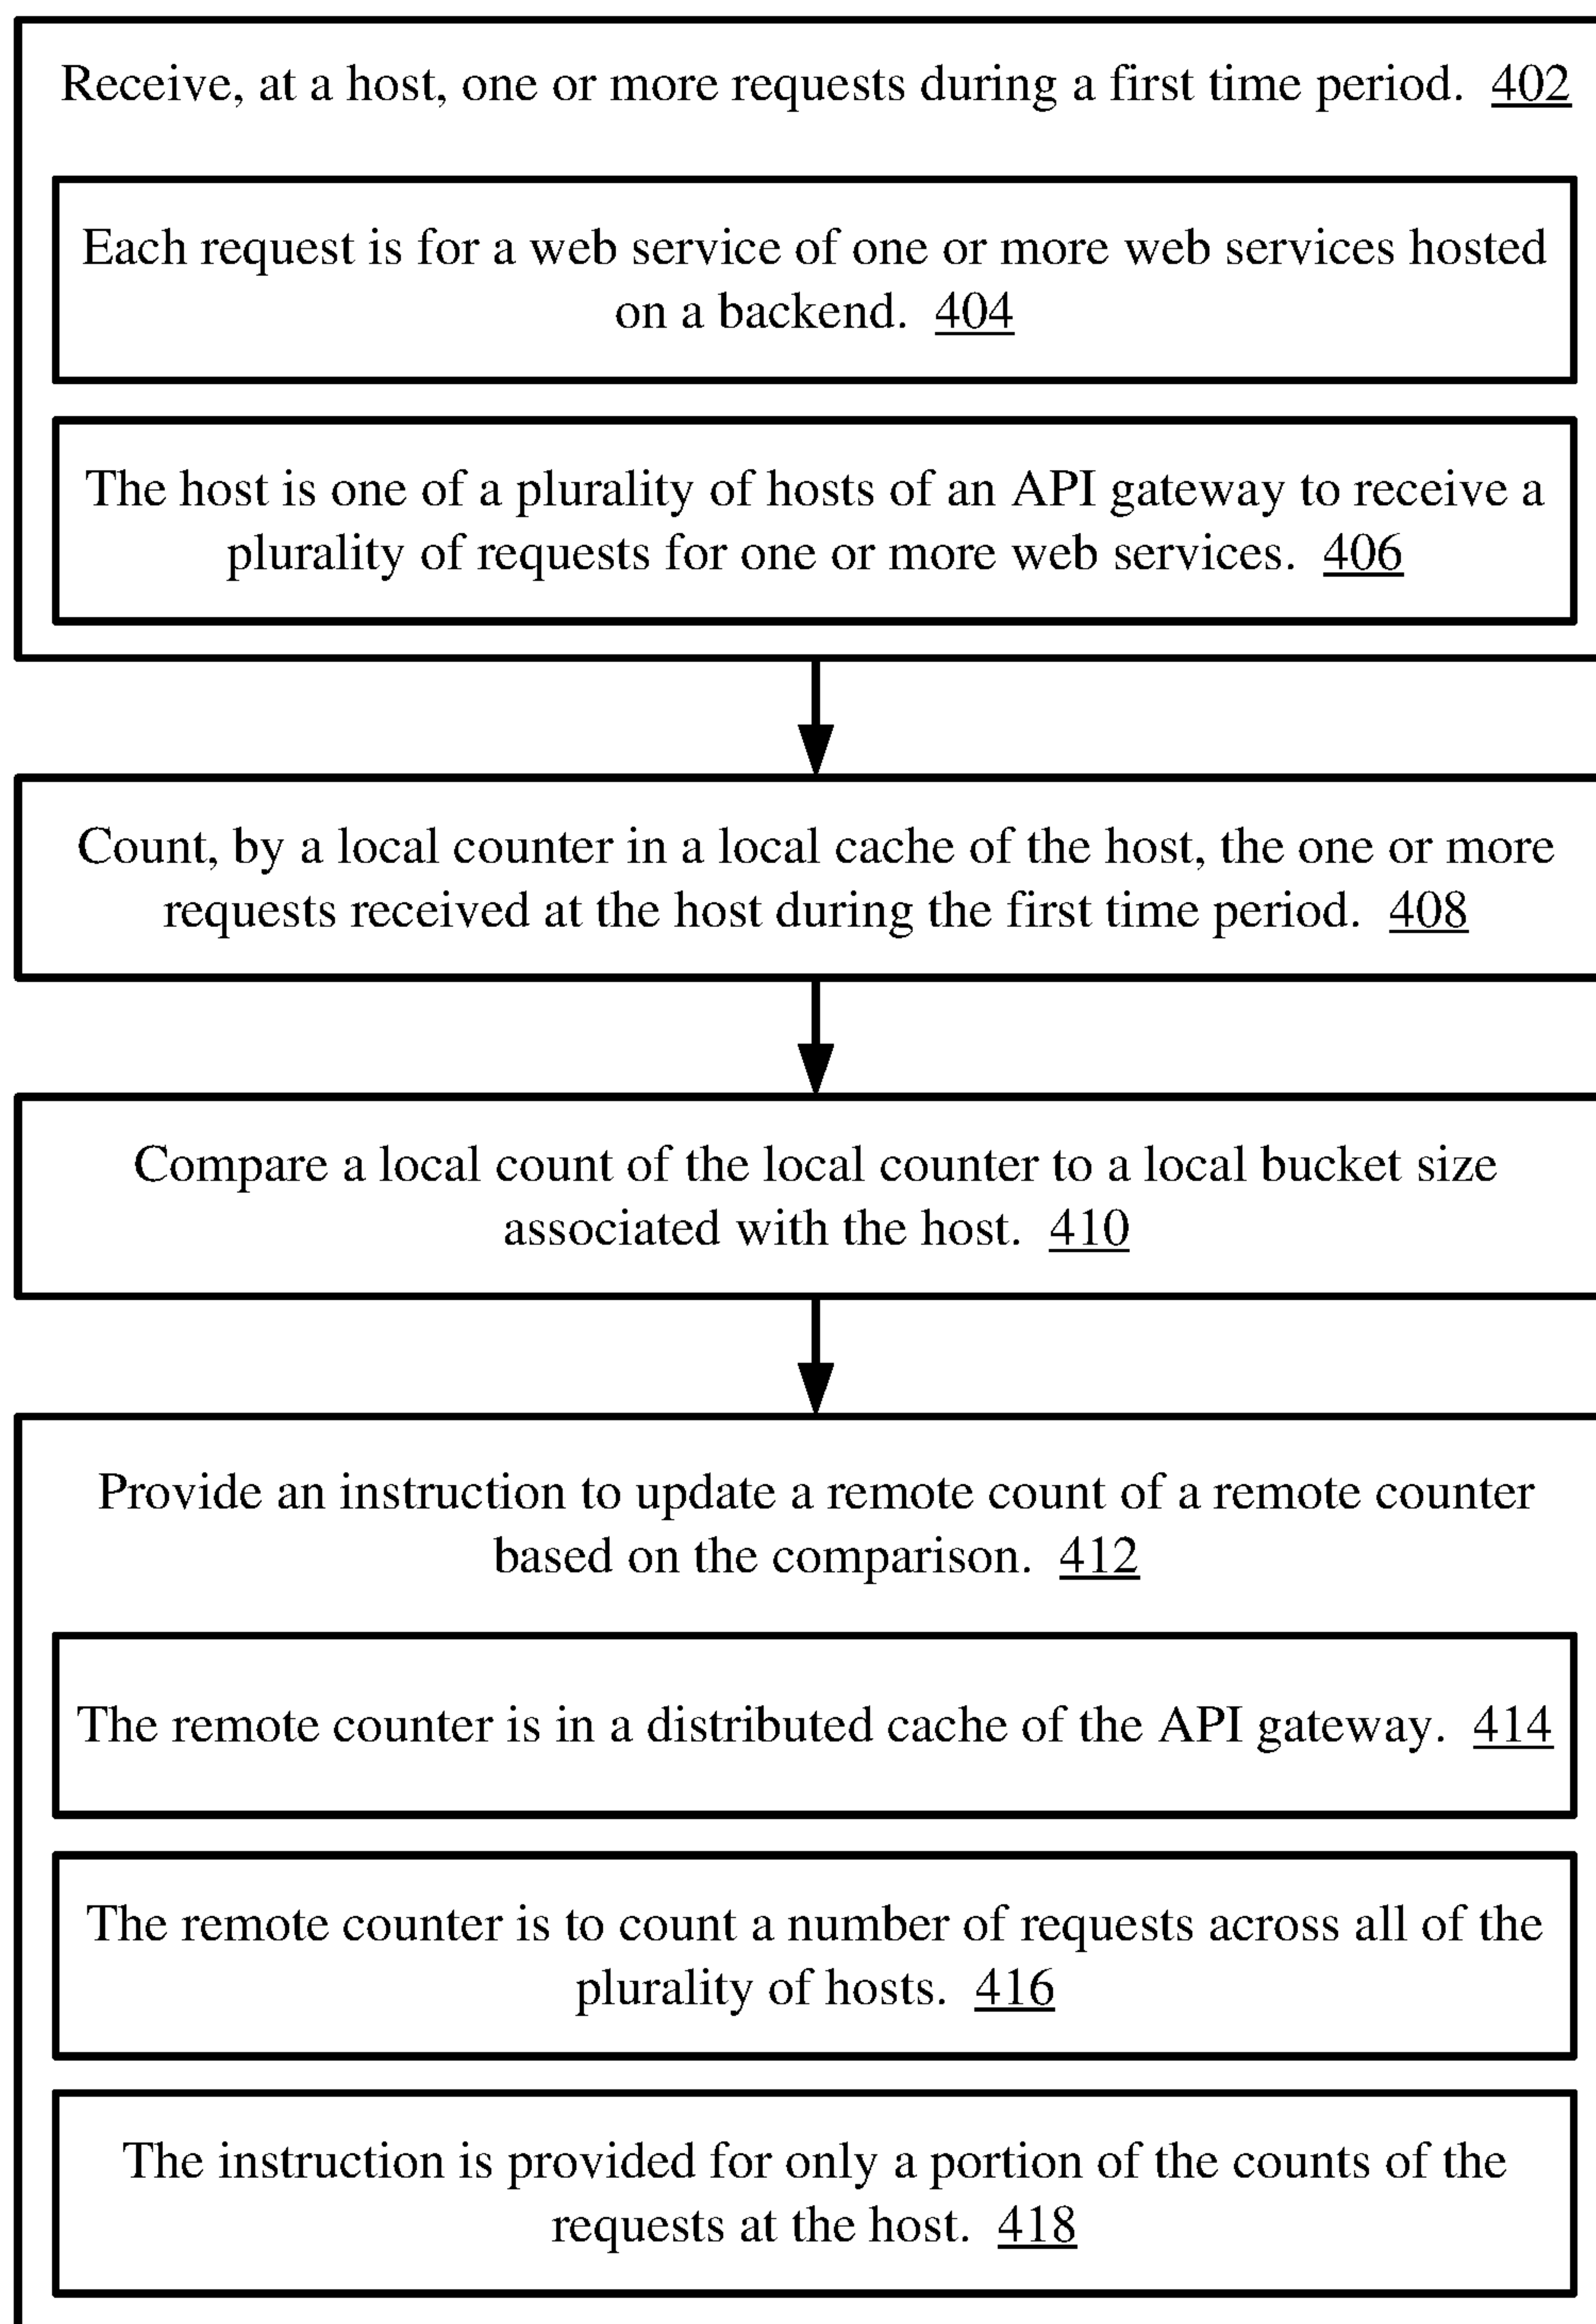 Receive, at a host, one or more requests during a first time period. 402
Each request is for a web service of one or more web services hosted
on a backend. 404
The host is one of a plurality of hosts of an API gateway to receive a
plurality of requests for one or more web services. 406
Count, by a local counter in a local cache of the host, the one or more
requests received at the host during the first time period. 408
Compare a local count of the local counter to a local bucket size
associated with the host. 410
Provide an instruction to update a remote count of a remote counter
based on the comparison. 412
The remote counter is in a distributed cache of the API gateway. 414
The remote counter is to count a number of requests across all of the
plurality of hosts. 416
The instruction is provided for only a portion of the counts of the
requests at the host. 418